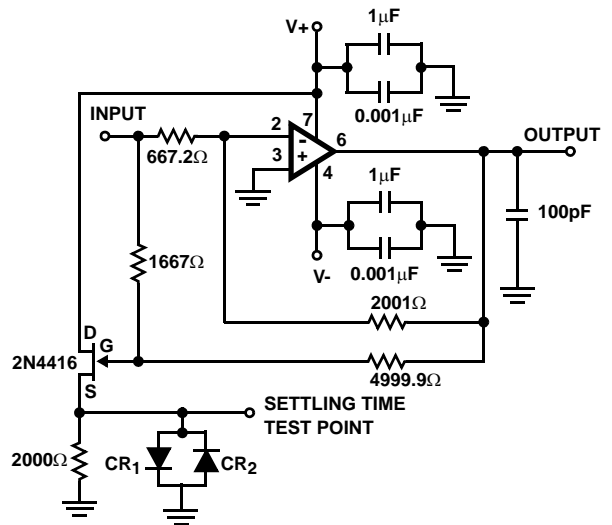 1μF
V+
0.001μF
INPUT
667.2Ω
2
7
-
6
OUTPUT
3
+
4
1μF
100pF
1667Ω
V-
0.001μF
2001Ω
D
G
2N4416
4999.9Ω
S
SETTLING TIME
TEST POINT
2000Ω
CR1
CR2